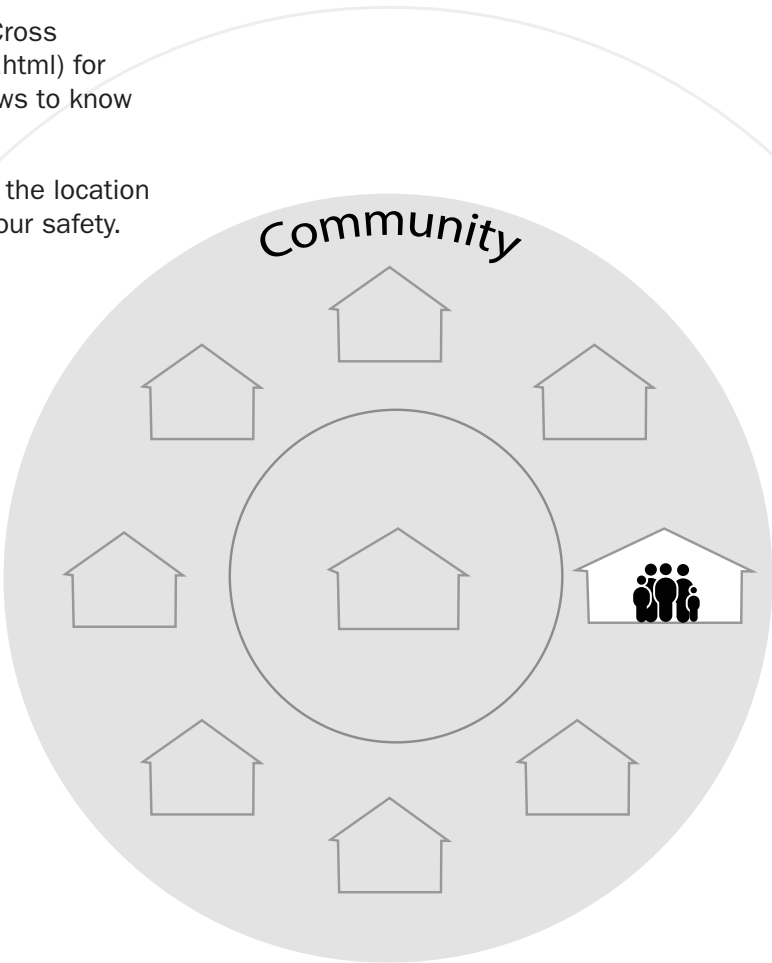 Cross
html) for
ws to know
the location
our safety.
Community